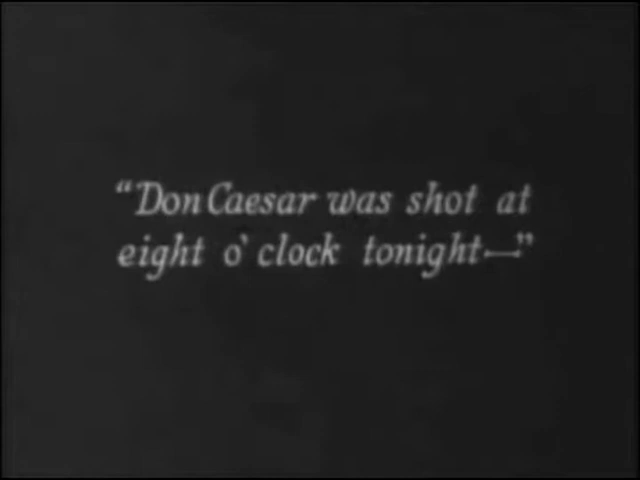 “Don Caesar was shot at
eight o' clock tonight—”